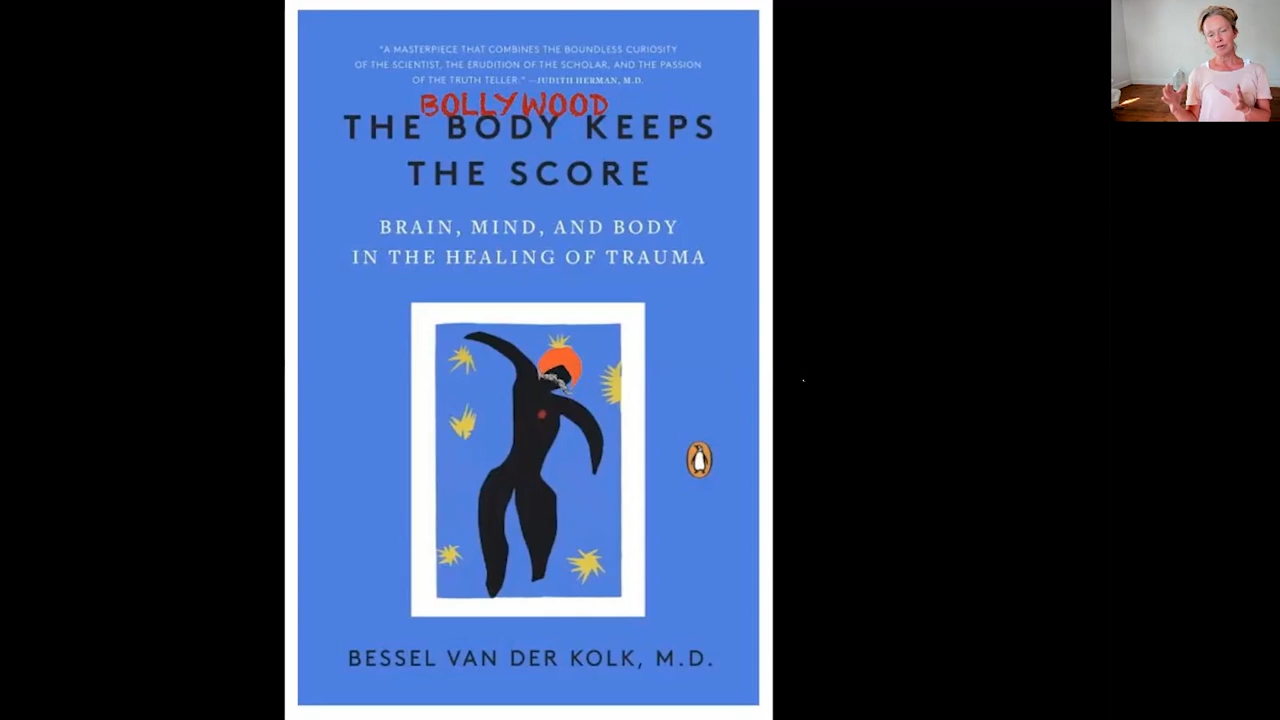 "A MASTERPIECE THAT COMBINES THE BOUNDLESS CURIOSITY
OF THE SCIENTIST, THE ERUDITION OF THE SCHOLAR, AND THE PASSION
OF THE TRUTH TELLER." —JUDITH HERMAN, M.D.
BOLLYWOOD
THE BODY KEEPS
THE SCORE
BRAIN, MIND, AND BODY
IN THE HEALING OF TRAUMA
BESSEL VAN DER KOLK, M.D.